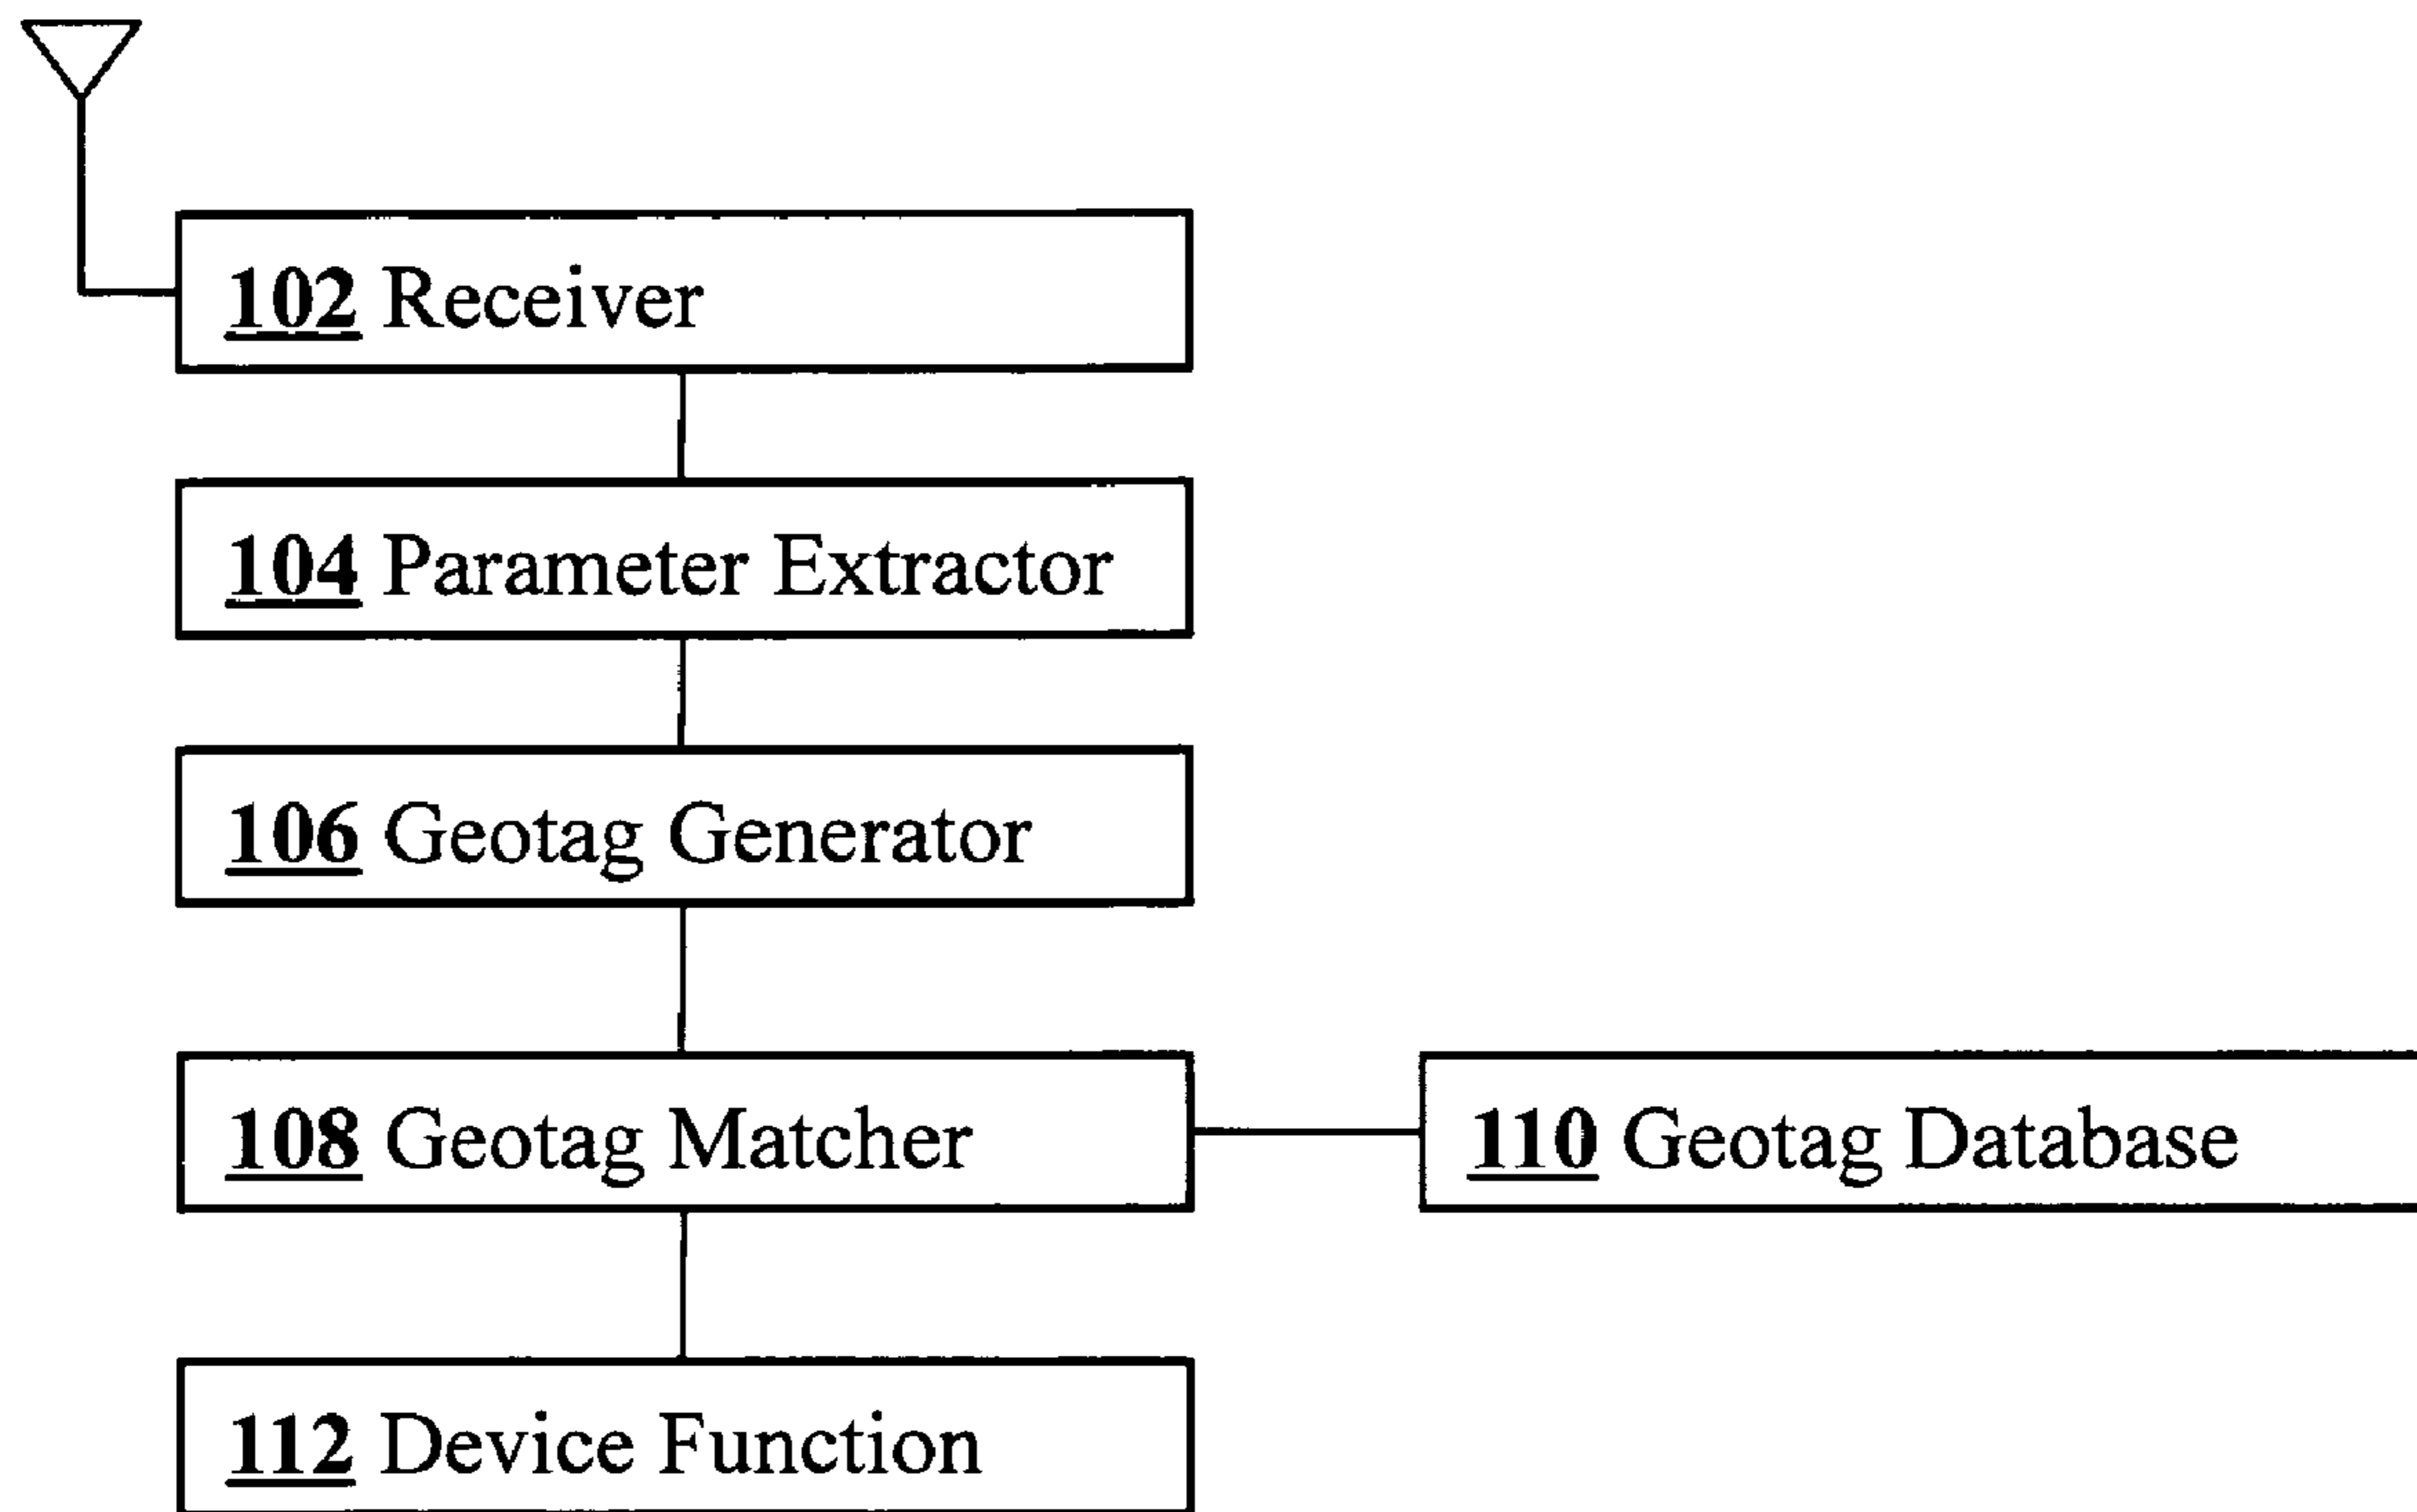 102 Receiver
104 Parameter Extractor
106 Geotag Generator
108 Geotag Matcher
110 Geotag Database
112 Device Function